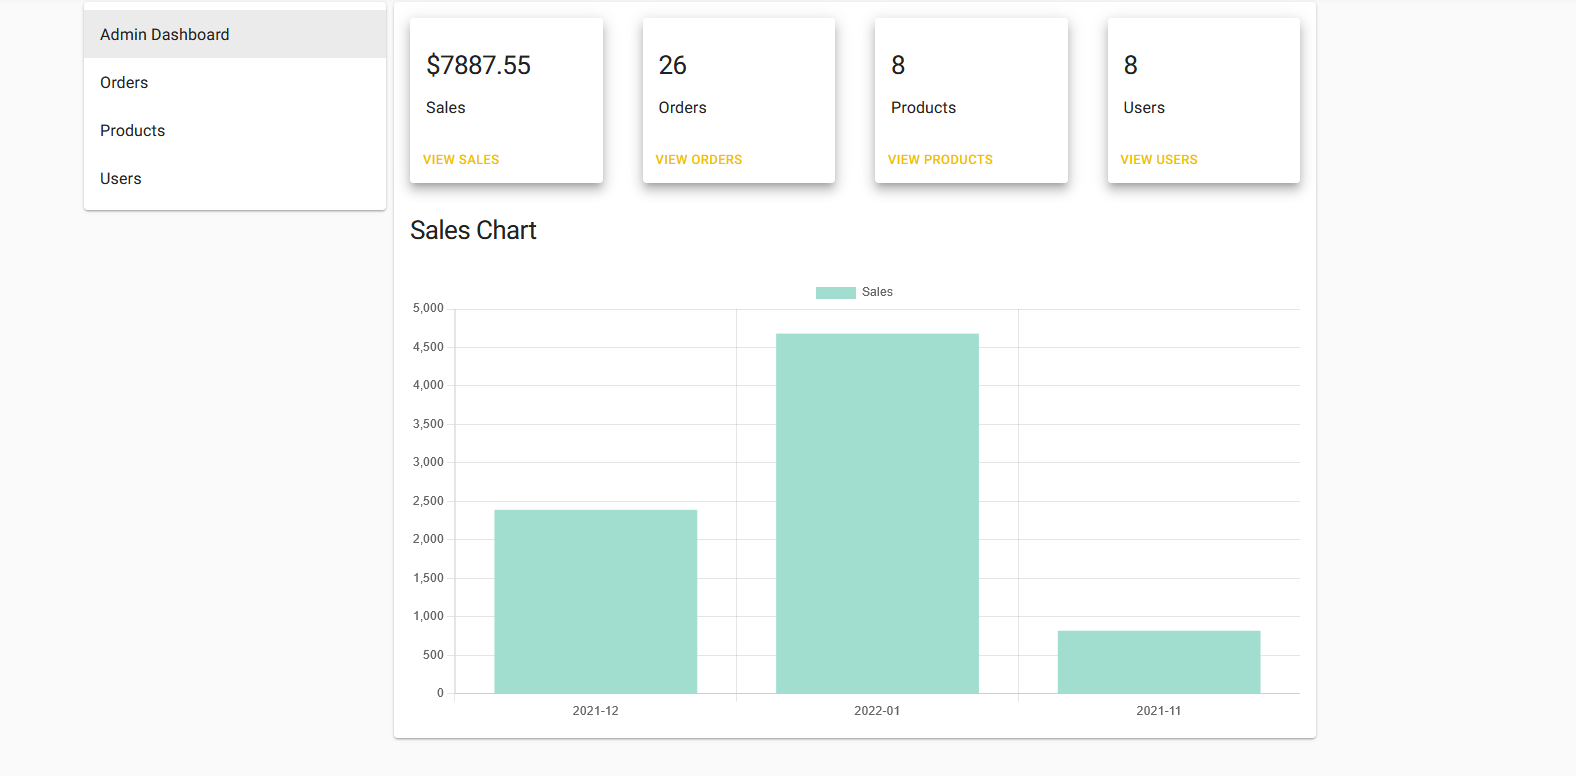 Admin Dashboard
Orders
Products
Users
$7887.55
Sales
VIEW SALES
26
Orders
VIEW ORDERS
8
Products
VIEW PRODUCTS
8
Users
VIEW USERS
Sales Chart
Sales
5,000
4,500
4,000
3,500
3,000
2,500
2,000
1,500
1,000
500
0
2021-12
2022-01
2021-11